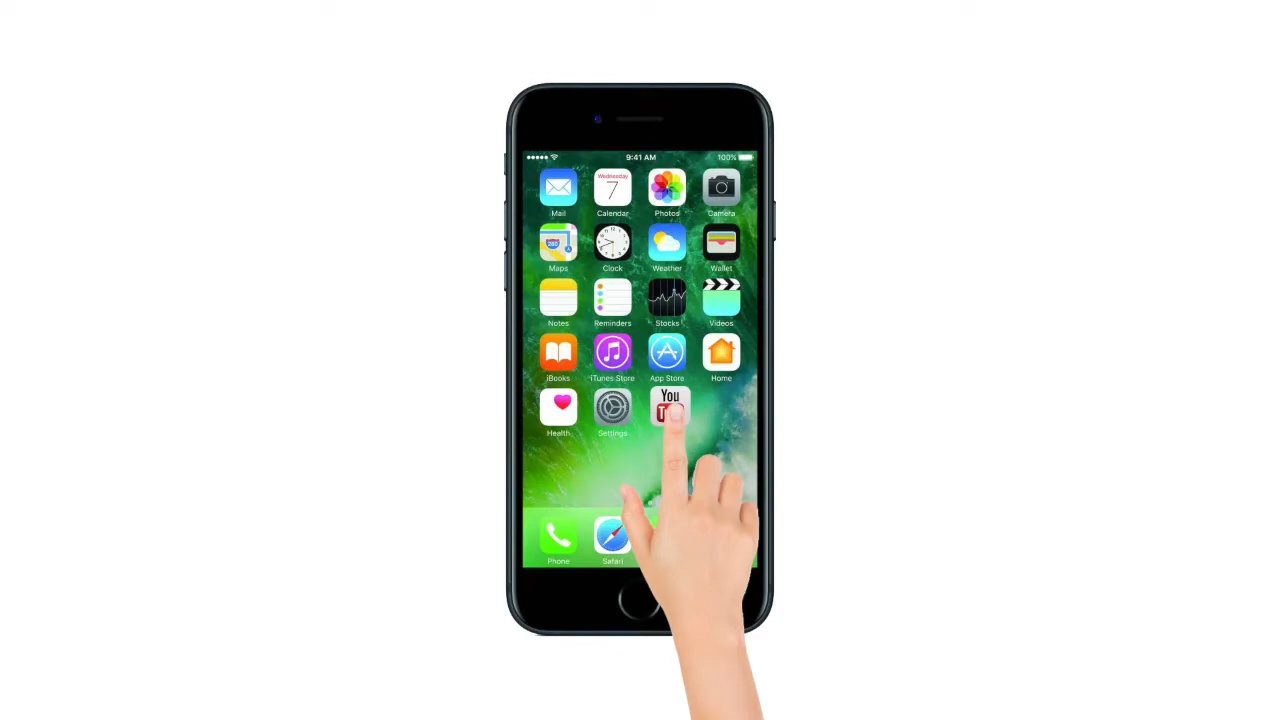 9:41 AM 100%
Wednesday
7
Mail Calendar Photos Camera
280
Maps Clock Weather Wallet
Notes Reminders Stocks Videos
iBooks iTunes Store App Store Home
You
Health Settings
Phone Safari